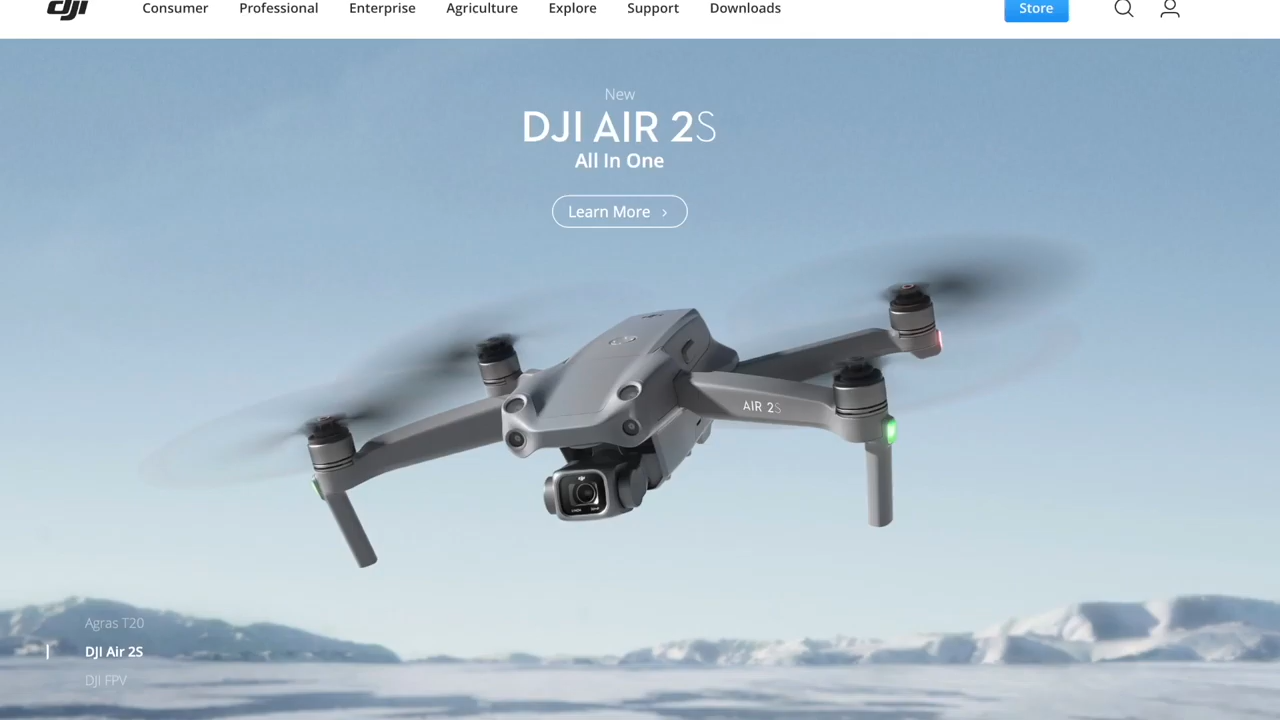 dji
Consumer Professional Enterprise Agriculture Explore Support Downloads Store
New
DJI AIR 2S
All In One
Learn More >
AIR 2S
Agras T20
DJI Air 2S
DJI FPV